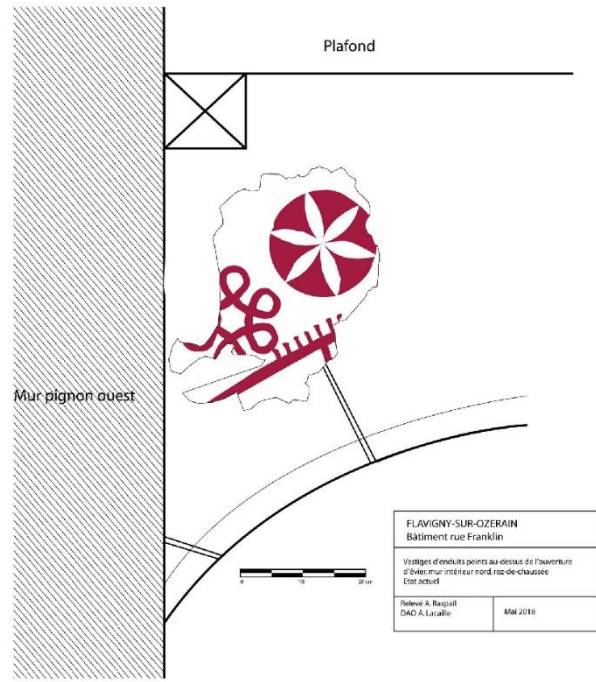 Plafond
Mur pignon ouest
0 10 20 cm
FLAVIGNY-SUR-OZERAIN
Bâtiment rue Franklin
Vestiges d'enduits peints au-dessus de l'ouverture
d'évier, mur intérieur nord, rez-de-chaussée
Etat actuel
Relevé A. Raspail
DAO A. Lacaille
Mai 2018